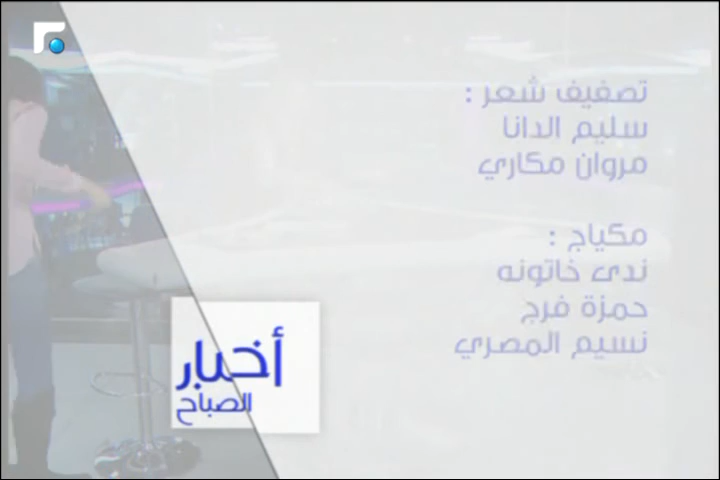 تصفيف شعر :
سليم الدانا
مروان مكاري
مكياج :
ندى خاتونه
حمزة فرج
نسيم المصري
أخبار
الصباح